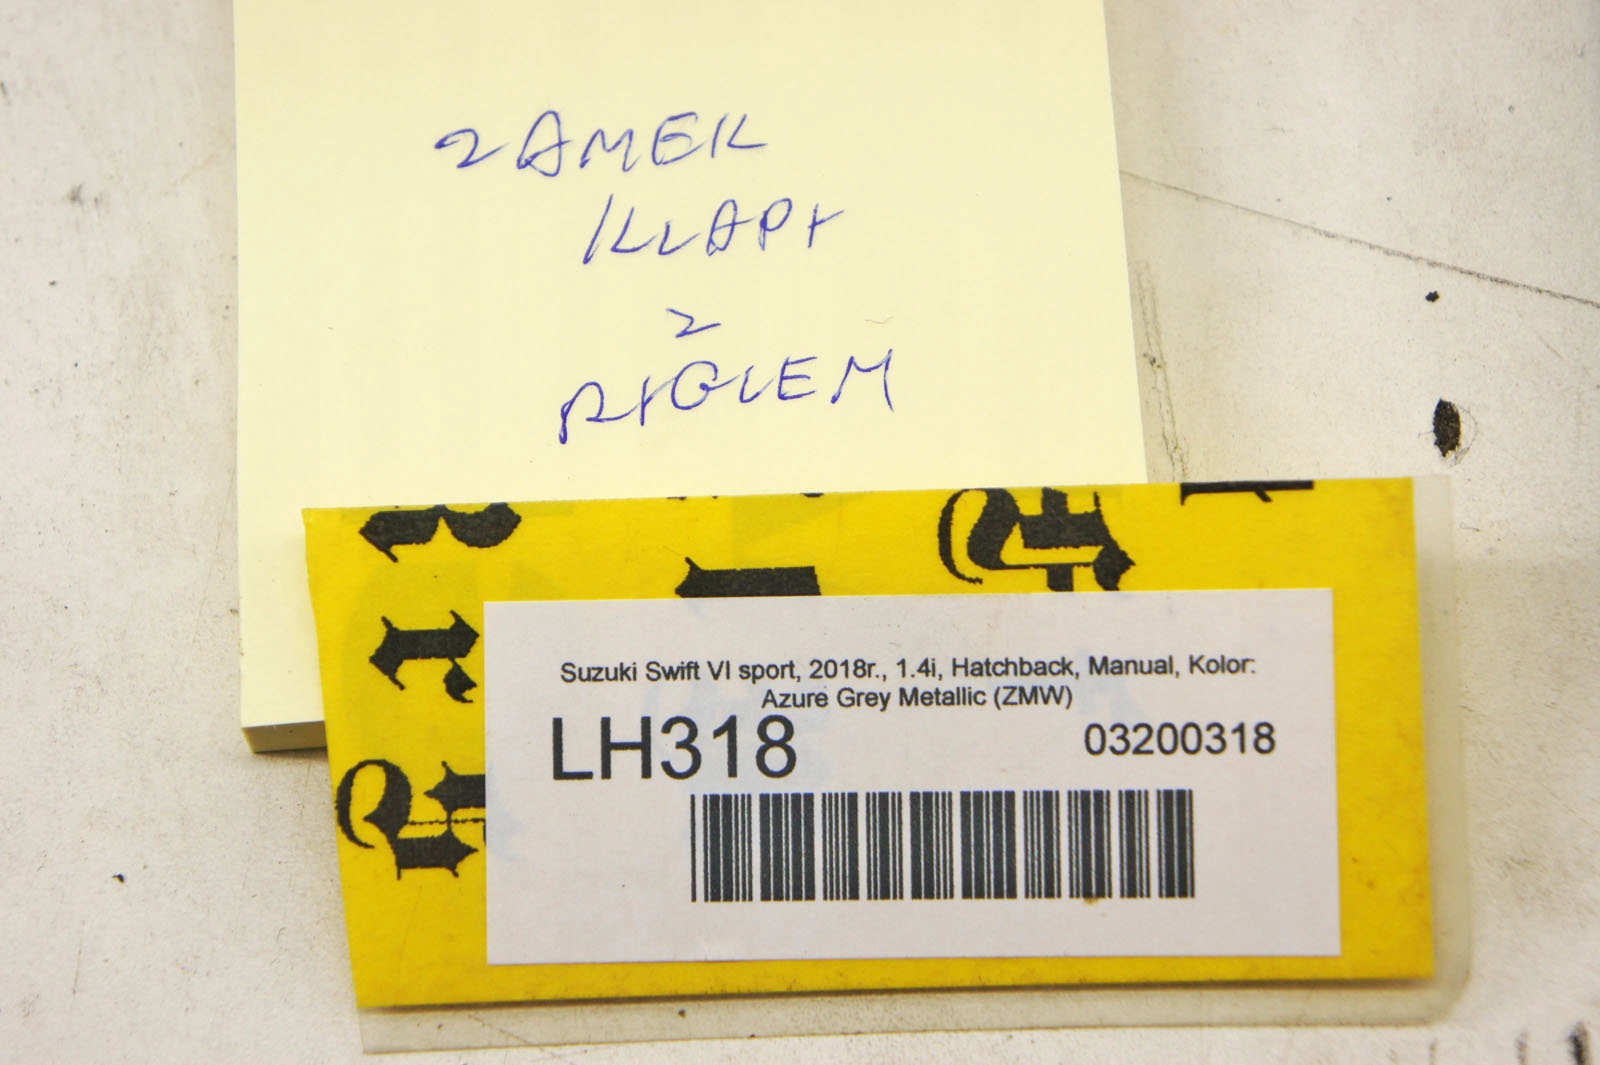 ZAMEK
KLAPY
Z
RYGLEM
Suzuki Swift VI sport, 2018r., 1.4i, Hatchback, Manual, Kolor:
Azure Grey Metallic (ZMW)
LH318
03200318